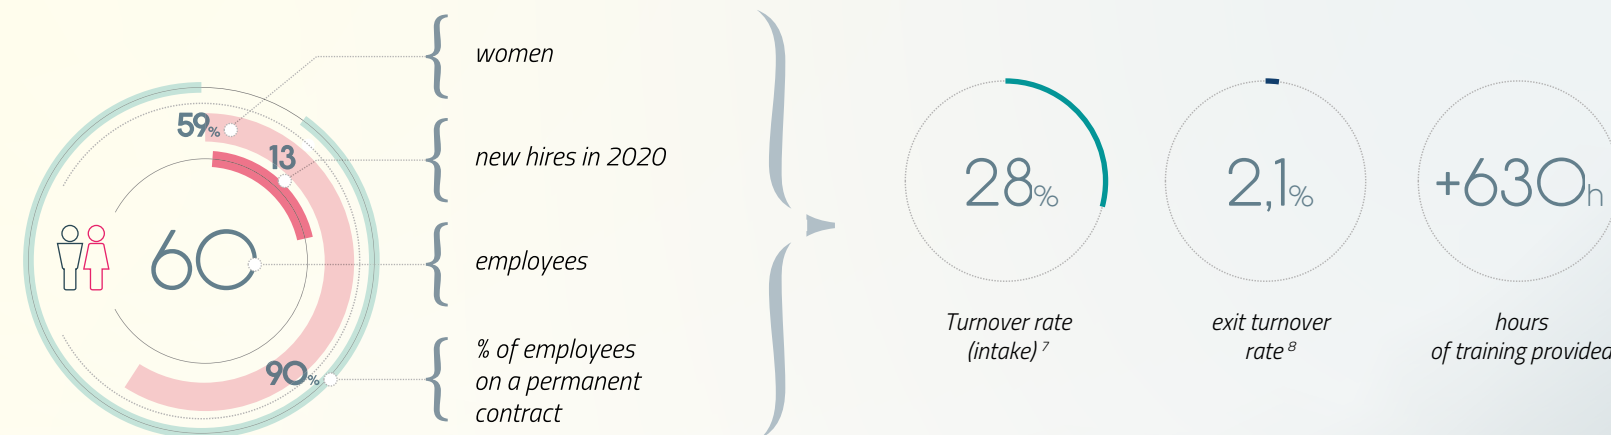 59%
women
13
new hires in 2020
60
employees
90%
% of employees
on a permanent
contract
28%
Turnover rate
(intake) 7
2,1%
exit turnover
rate 8
+630h
hours
of training provided